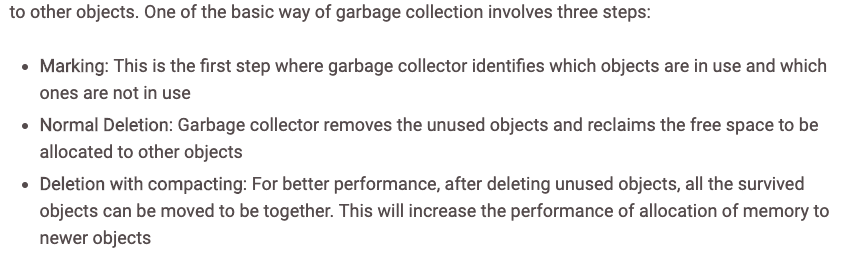 to other objects. One of the basic way of garbage collection involves three steps:
• Marking: This is the first step where garbage collector identifies which objects are in use and which
ones are not in use
• Normal Deletion: Garbage collector removes the unused objects and reclaims the free space to be
allocated to other objects
• Deletion with compacting: For better performance, after deleting unused objects, all the survived
objects can be moved to be together. This will increase the performance of allocation of memory to
newer objects